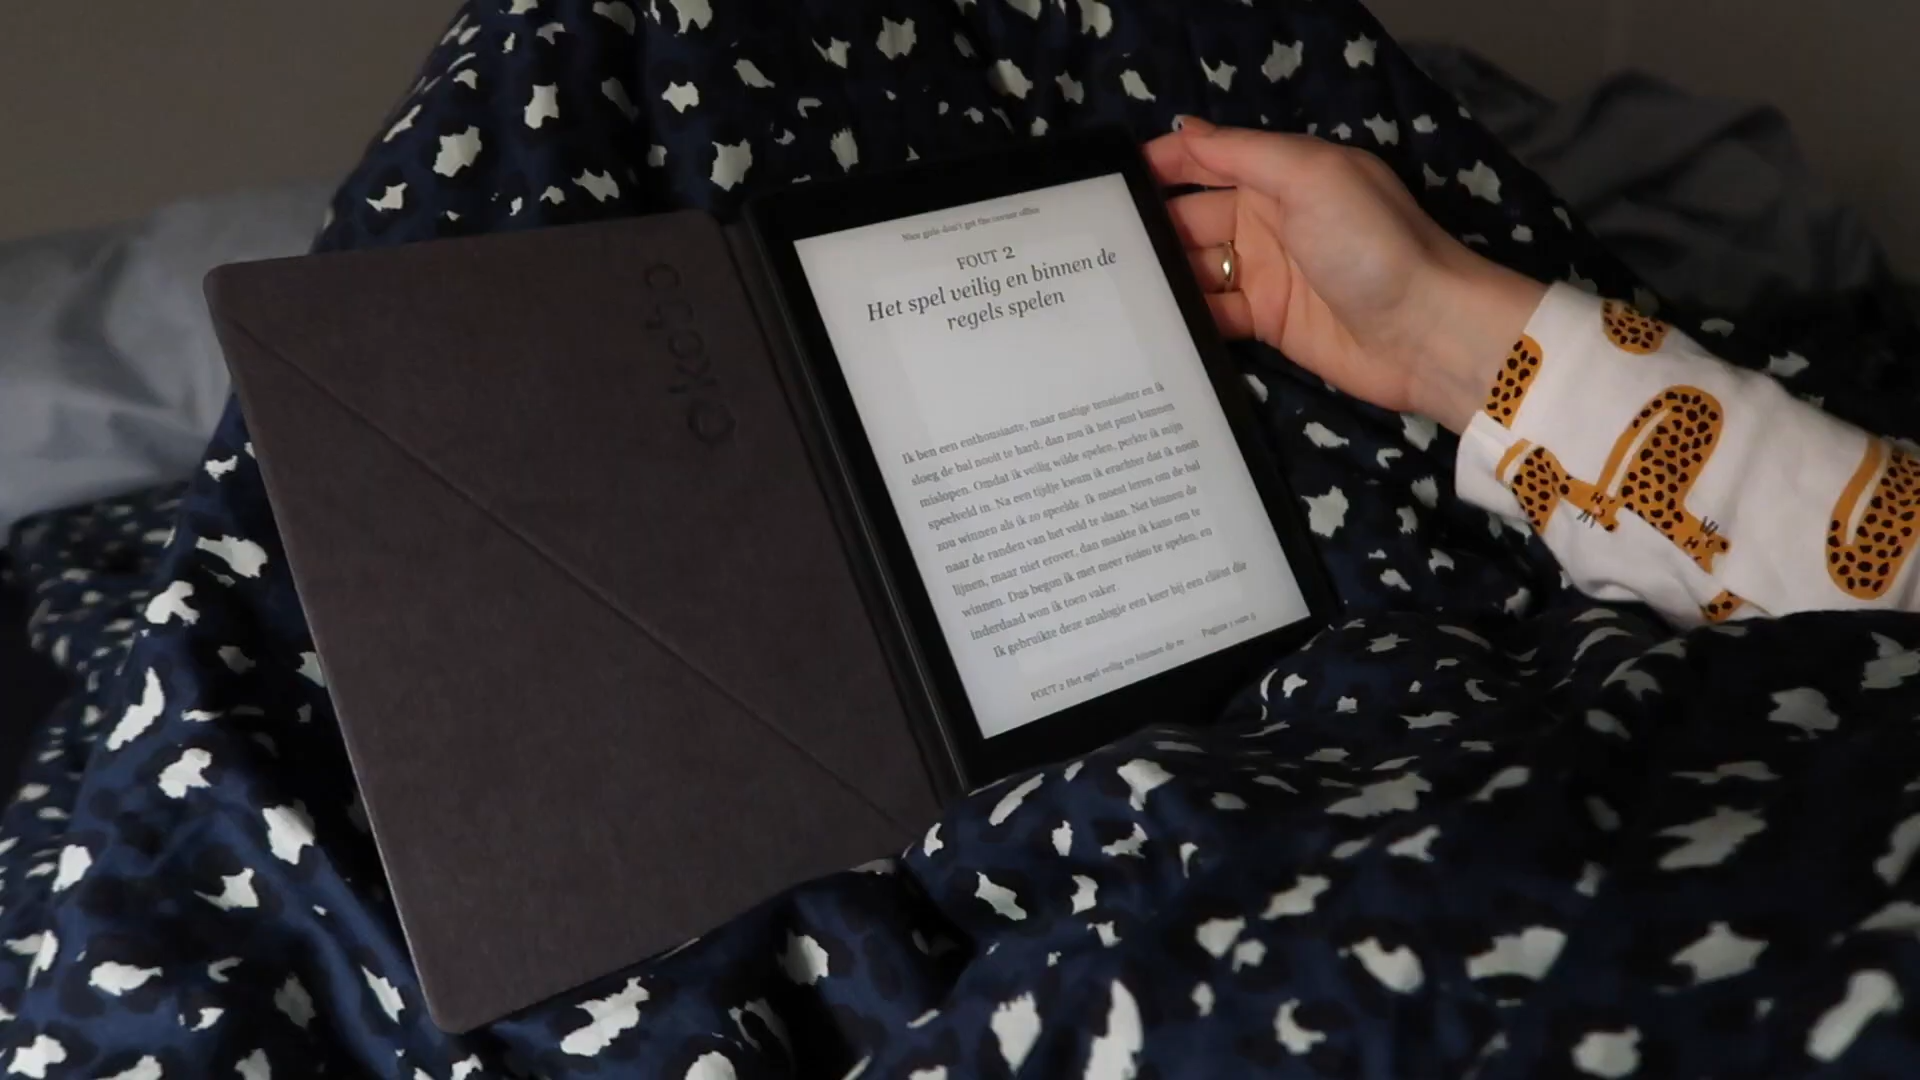 kobo
Nice girls don't get the corner office
FOUT 2
Het spel veilig en binnen de
regels spelen
Ik ben een enthousiaste, maar matige tennisster en ik
sloeg de bal nooit te hard; dan zou ik het punt kunnen
mislopen. Omdat ik veilig wilde spelen, perkte ik mijn
speelveld in. Na een tijdje kwam ik erachter dat ik nooit
zou winnen als ik zo speelde. Ik moest leren om de bal
naar de randen van het veld te slaan. Net binnen de
lijnen, maar niet erover, dan maakte ik kans om te
winnen. Dus begon ik met meer risico te spelen, en
inderdaad won ik toen vaker.
Ik gebruikte deze analogie een keer bij een cliënt die
FOUT 2 Het spel veilig en binnen de re... Pagina 1 van 5